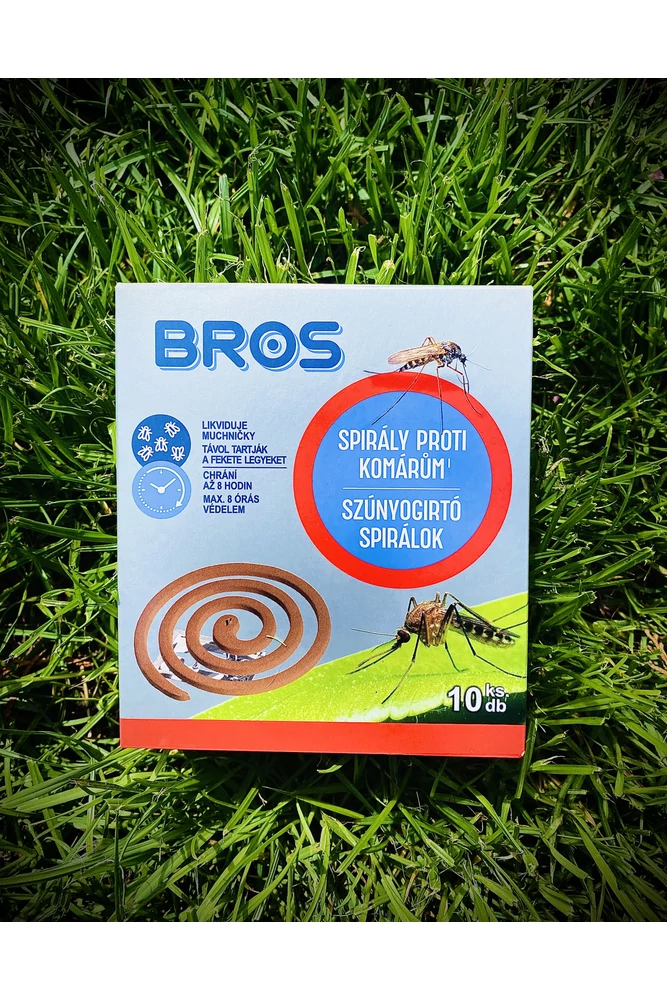 BROS
LIKVIDUJE
MUCHNIČKY
TÁVOL TARTJÁK
A FEKETE LEGYEKET
CHRÁNÍ
AŽ 8 HODIN
MAX. 8 ÓRÁS
VÉDELEM
SPIRÁLY PROTI
KOMÁRŮM¹
SZÚNYOGIRTÓ
SPIRÁLOK
10 ks.
db